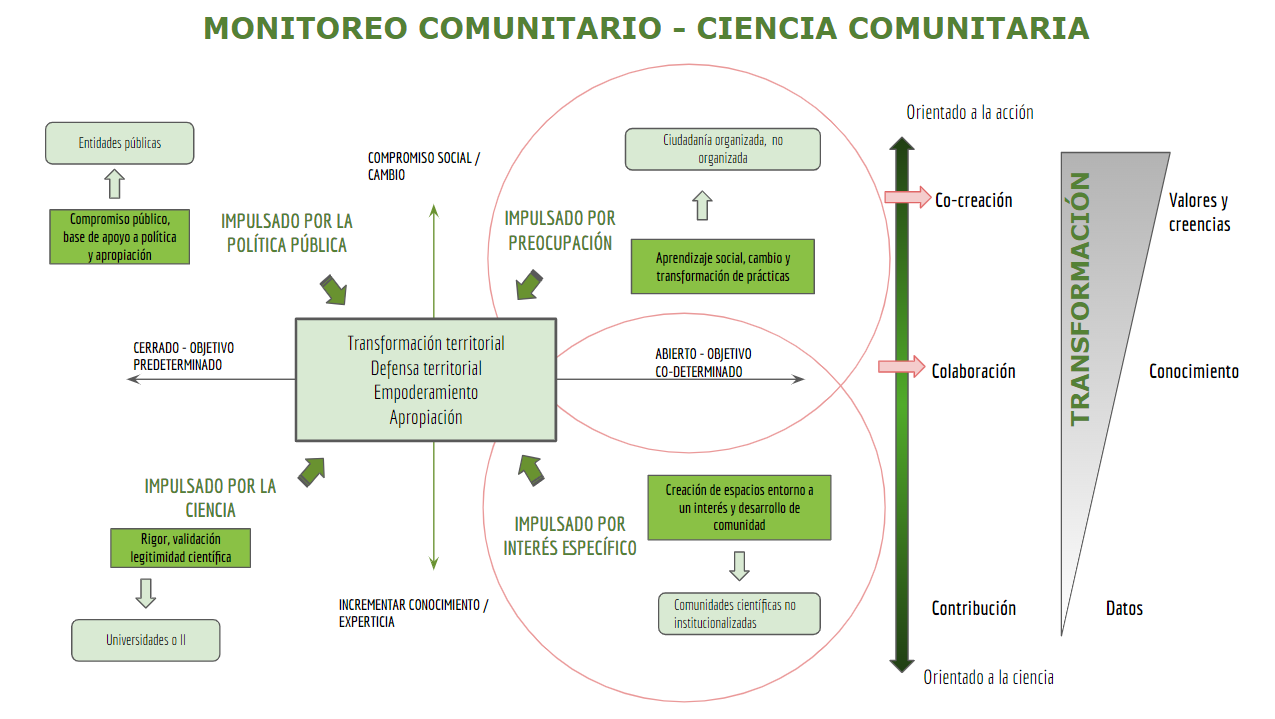 MONITOREO COMUNITARIO – CIENCIA COMUNITARIA
Entidades públicas
Compromiso público,
base de apoyo a política
y apropiación
IMPULSADO POR LA
POLÍTICA PÚBLICA
COMPROMISO SOCIAL /
CAMBIO
IMPULSADO POR
PREOCUPACIÓN
Ciudadanía organizada, no
organizada
Aprendizaje social, cambio y
transformación de prácticas
CERRADO - OBJETIVO
PREDETERMINADO
Transformación territorial
Defensa territorial
Empoderamiento
Apropiación
ABIERTO - OBJETIVO
CO-DETERMINADO
IMPULSADO POR LA
CIENCIA
Rigor, validación
legitimidad científica
Universidades o II
INCREMENTAR CONOCIMIENTO /
EXPERTICIA
IMPULSADO POR
INTERÉS ESPECÍFICO
Creación de espacios entorno a
un interés y desarrollo de
comunidad
Comunidades científicas no
institucionalizadas
Orientado a la acción
Co-creación
Colaboración
Contribución
Orientado a la ciencia
TRANSFORMACIÓN
Valores y
creencias
Conocimiento
Datos